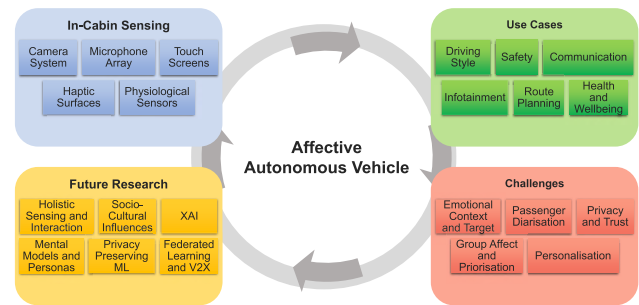 In-Cabin Sensing
Camera
System
Microphone
Array
Touch
Screens
Haptic
Surfaces
Physiological
Sensors
Use Cases
Driving
Style
Safety
Communication
Infotainment
Route
Planning
Health
and
Wellbeing
Affective
Autonomous Vehicle
Future Research
Holistic
Sensing and
Interaction
Socio-
Cultural
Influences
XAI
Mental
Models and
Personas
Privacy
Preserving
ML
Federated
Learning
and V2X
Challenges
Emotional
Context
and Target
Passenger
Diarisation
Privacy
and Trust
Group Affect
and
Priorisation
Personalisation